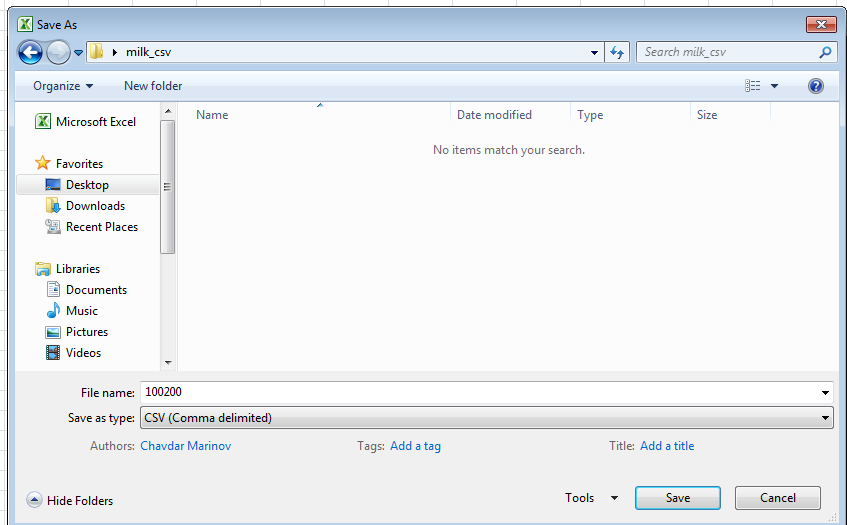 Save As
milk_csv
Search milk_csv
Organize New folder
Name Date modified Type Size
No items match your search.
Microsoft Excel
Favorites
Desktop
Downloads
Recent Places
Libraries
Documents
Music
Pictures
Videos
File name: 100200
Save as type: CSV (Comma delimited)
Authors: Chavdar Marinov Tags: Add a tag Title: Add a title
Hide Folders Tools Save Cancel